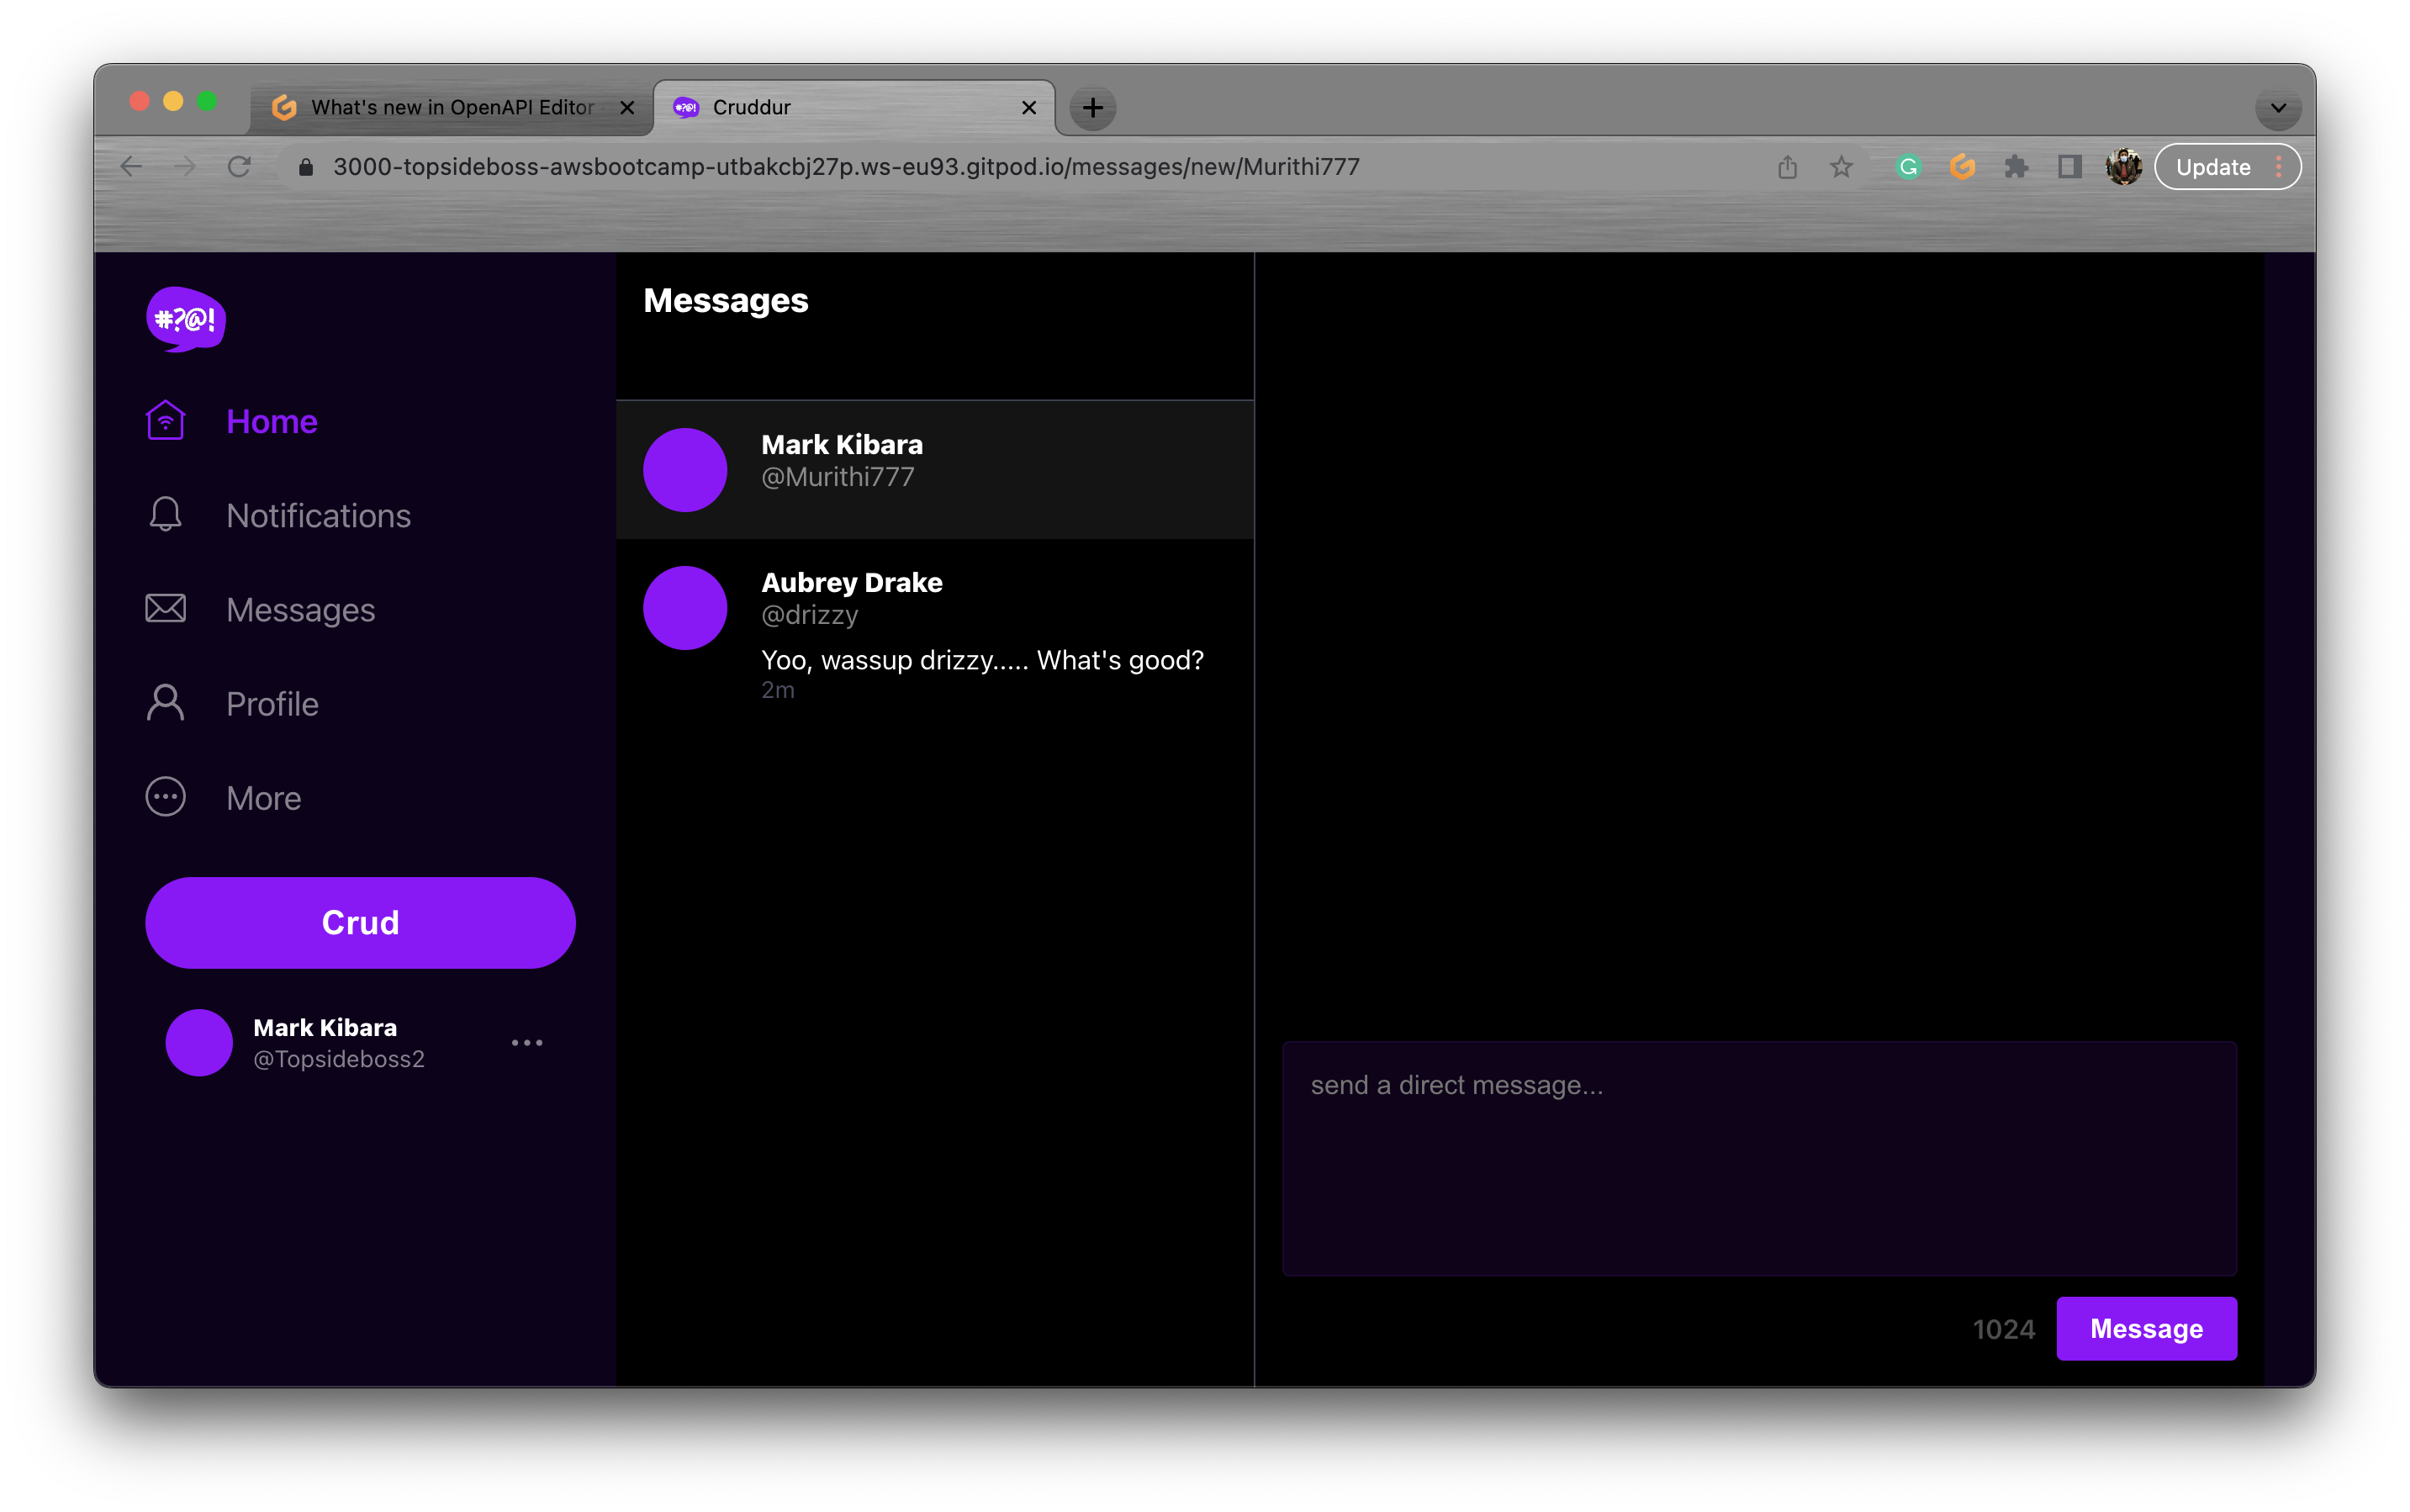 What's new in OpenAPI Editor
Cruddur
3000-topsideboss-awsbootcamp-utbakcbj27p.ws-eu93.gitpod.io/messages/new/Murithi777
Update
#?@!
Home
Notifications
Messages
Profile
More
Crud
Mark Kibara
@Topsideboss2
Messages
Mark Kibara
@Murithi777
Aubrey Drake
@drizzy
Yoo, wassup drizzy..... What's good?
2m
send a direct message...
1024
Message